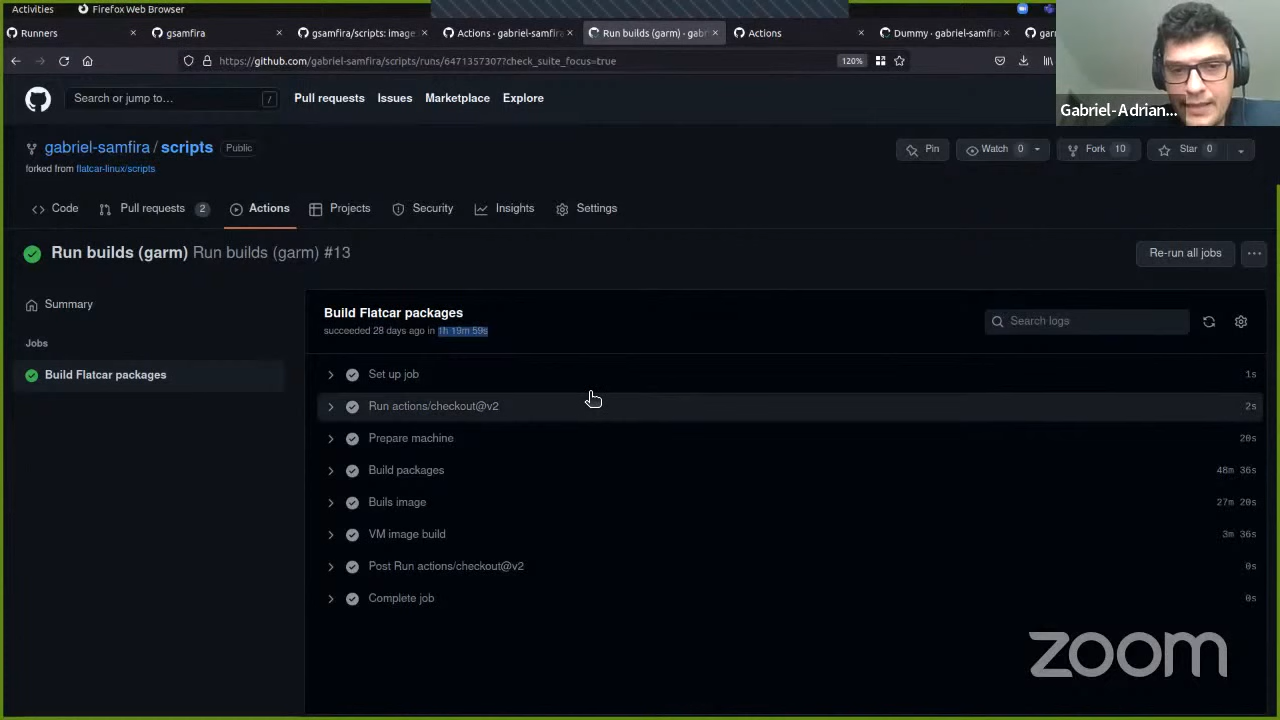 Activities
Firefox Web Browser
Runners
gsamfira
gsamfira/scripts: image
Actions · gabriel-samfira
Run builds (garm) · gab
Actions
Dummy · gabriel-samfira
https://github.com/gabriel-samfira/scripts/runs/6471357307?check_suite_focus=true
120%
Gabriel-Adrian...
Search or jump to…
/
Pull requests
Issues
Marketplace
Explore
gabriel-samfira / scripts
Public
forked from flatcar-linux/scripts
Pin
Watch 0
Fork 10
Star 0
Code
Pull requests 2
Actions
Projects
Security
Insights
Settings
Run builds (garm) Run builds (garm) #13
Re-run all jobs
Summary
Jobs
Build Flatcar packages
Build Flatcar packages
succeeded 28 days ago in 1h 19m 59s
Search logs
Set up job 1s
Run actions/checkout@v2 2s
Prepare machine 20s
Build packages 48m 36s
Buils image 27m 20s
VM image build 3m 36s
Post Run actions/checkout@v2 0s
Complete job 0s
zoom